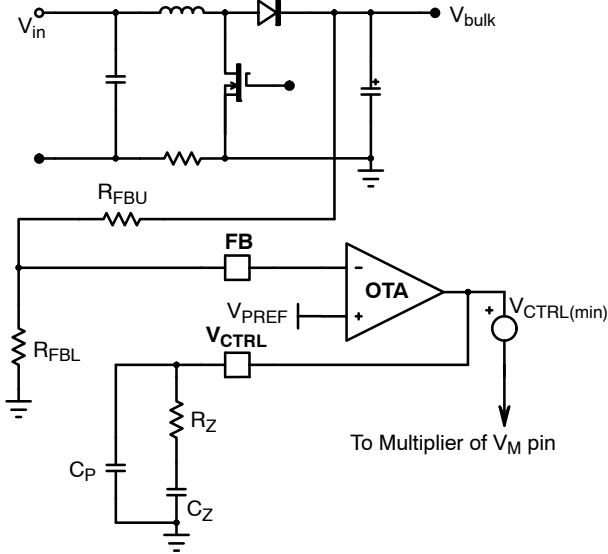 Vin
Vbulk
RFBU
FB
OTA
VCTRL(min)
VPREF
RFBL
VCTRL
RZ
To Multiplier of VM pin
CP
CZ